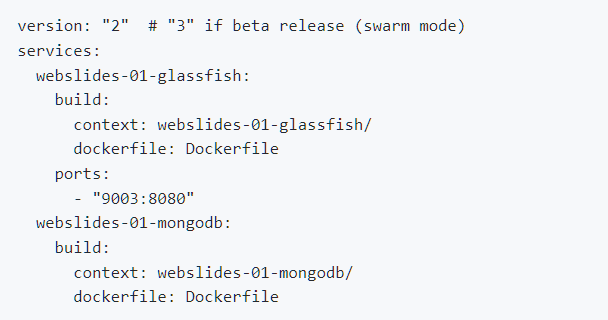 version: "2"  # "3" if beta release (swarm mode)
services:
  webslides-01-glassfish:
    build:
      context: webslides-01-glassfish/
      dockerfile: Dockerfile
    ports:
      - "9003:8080"
  webslides-01-mongodb:
    build:
      context: webslides-01-mongodb/
      dockerfile: Dockerfile